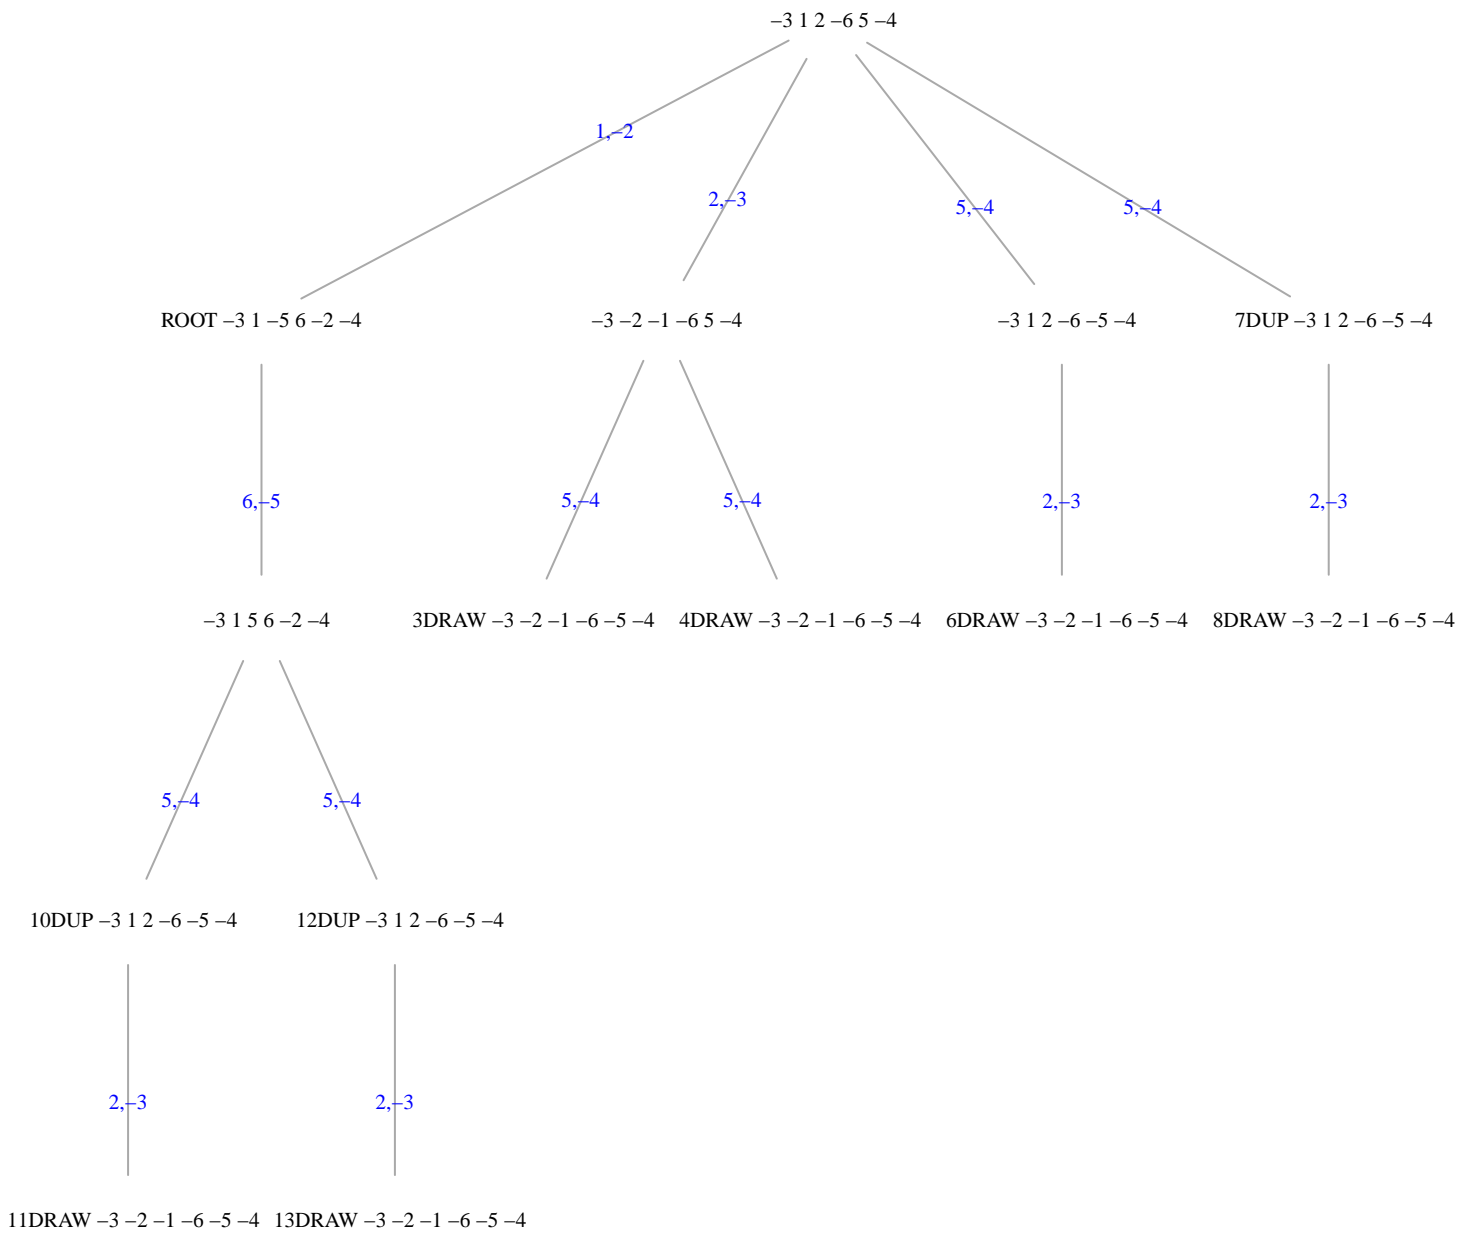 –3 1 2 –6 5 –4
1,–2
2,–3
5,–4
5,–4
ROOT –3 1 –5 6 –2 –4
–3 –2 –1 –6 5 –4
–3 1 2 –6 –5 –4
7DUP –3 1 2 –6 –5 –4
6,–5
5,–4
5,–4
2,–3
2,–3
–3 1 5 6 –2 –4
3DRAW –3 –2 –1 –6 –5 –4
4DRAW –3 –2 –1 –6 –5 –4
6DRAW –3 –2 –1 –6 –5 –4
8DRAW –3 –2 –1 –6 –5 –4
5,–4
5,–4
10DUP –3 1 2 –6 –5 –4
12DUP –3 1 2 –6 –5 –4
2,–3
2,–3
11DRAW –3 –2 –1 –6 –5 –4
13DRAW –3 –2 –1 –6 –5 –4